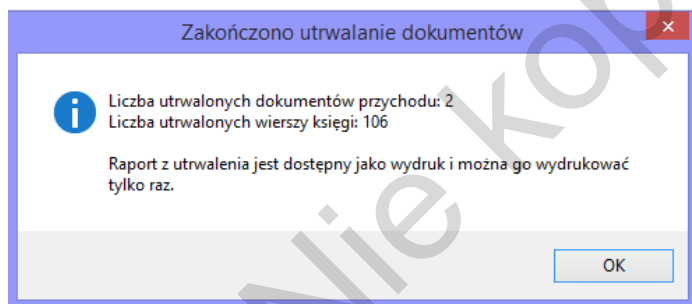 Zakończono utrwalanie dokumentów
Liczba utrwalonych dokumentów przychodu: 2
Liczba utrwalonych wierszy księgi: 106
Raport z utrwalenia jest dostępny jako wydruk i można go wydrukować
tylko raz.
OK
Nie kop